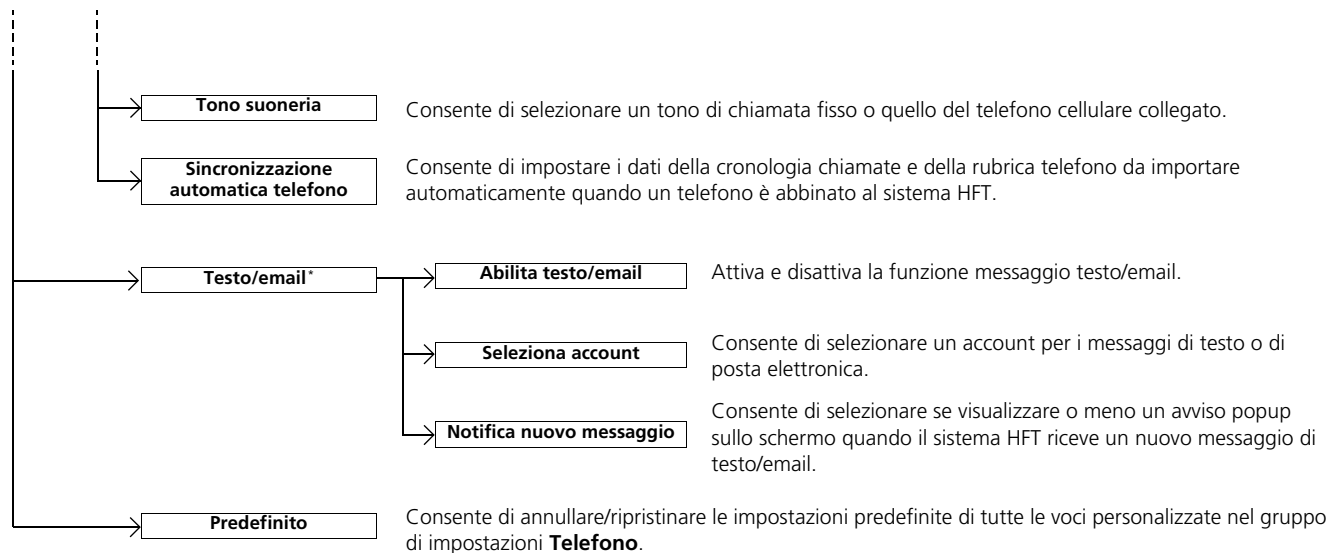 Tono suoneria
Consente di selezionare un tono di chiamata fisso o quello del telefono cellulare collegato.
Sincronizzazione
automatica telefono
Consente di impostare i dati della cronologia chiamate e della rubrica telefono da importare
automaticamente quando un telefono è abbinato al sistema HFT.
Testo/email*
Abilita testo/email
Attiva e disattiva la funzione messaggio testo/email.
Seleziona account
Consente di selezionare un account per i messaggi di testo o di
posta elettronica.
Notifica nuovo messaggio
Consente di selezionare se visualizzare o meno un avviso popup
sullo schermo quando il sistema HFT riceve un nuovo messaggio di
testo/email.
Predefinito
Consente di annullare/ripristinare le impostazioni predefinite di tutte le voci personalizzate nel gruppo
di impostazioni Telefono.